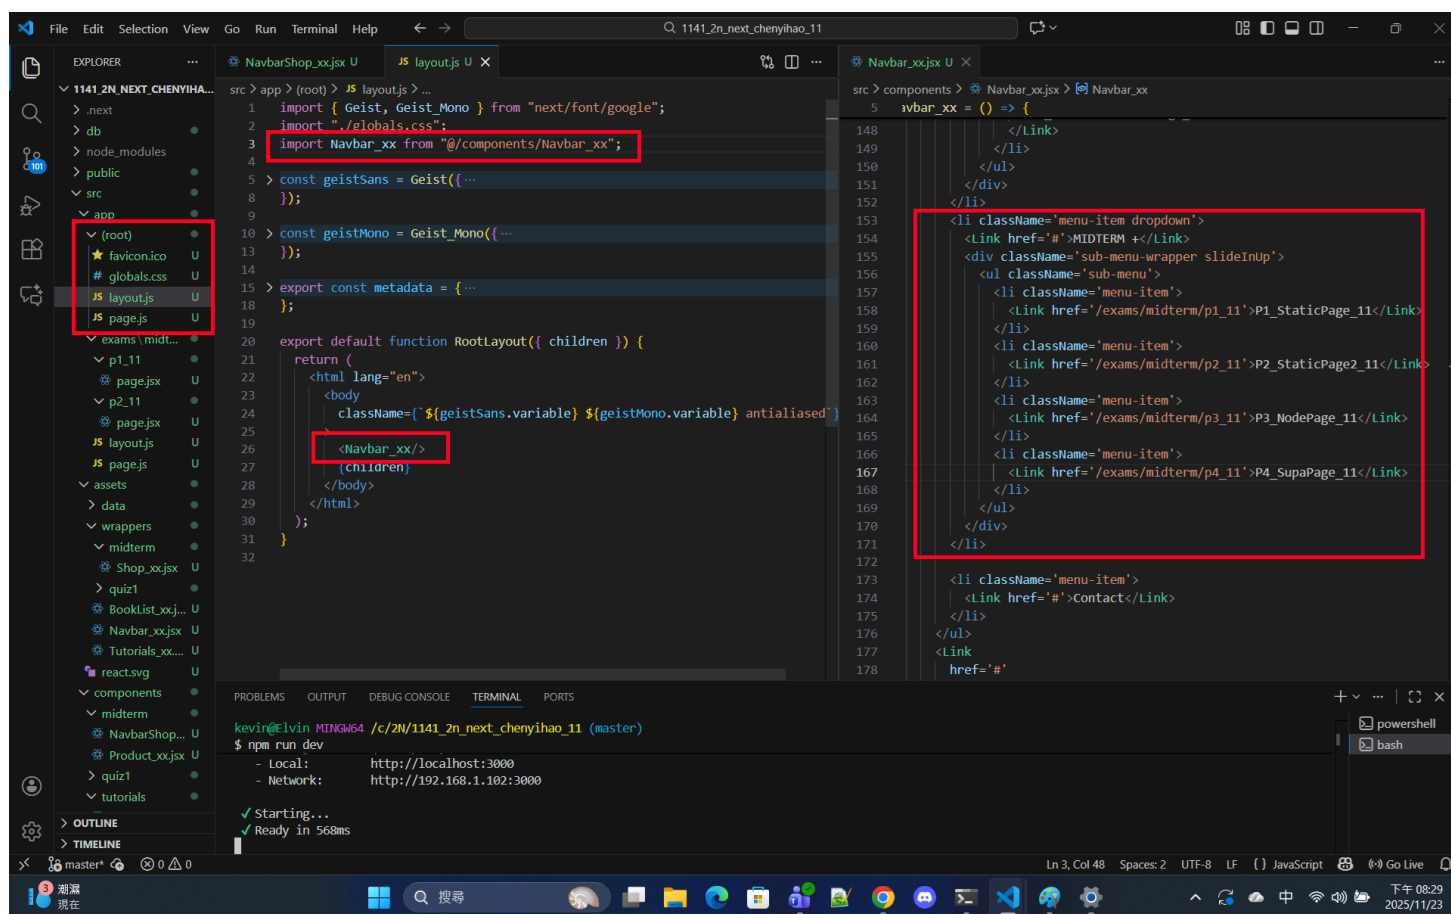 File Edit Selection View Go Run Terminal Help
1141_2n_next_chenyihao_11
EXPLORER
1141_2N_NEXT_CHENYIHA...
.next
db
node_modules
public
src
app
(root)
favicon.ico U
globals.css U
layout.js U
page.js U
exams\midt...
p1_11
page.jsx U
p2_11
page.jsx U
layout.js U
page.js U
assets
data
wrappers
midterm
Shop_xx.jsx U
quiz1
BookList_xx.j... U
Navbar_xx.jsx U
Tutorials_xx.... U
react.svg U
components
midterm
NavbarShop... U
Product_xx.jsx U
quiz1
tutorials
OUTLINE
TIMELINE
101
NavbarShop_xx.jsx U
layout.js U
src > app > (root) > JS layout.js > ...
1 import { Geist, Geist_Mono } from "next/font/google";
2 import "./globals.css";
3 import Navbar_xx from "@/components/Navbar_xx";
4
5 const geistSans = Geist({ ...
8 });
9
10 const geistMono = Geist_Mono({ ...
13 });
14
15 export const metadata = { ...
18 };
19
20 export default function RootLayout({ children }) {
21 return (
22 <html lang="en">
23 <body
24 className={`${geistSans.variable} ${geistMono.variable} antialiased`}
25 >
26 <Navbar_xx/>
27 {children}
28 </body>
29 </html>
30 );
31 }
32
Navbar_xx.jsx U
src > components > Navbar_xx.jsx > Navbar_xx
5 avbar_xx = () => {
148 </Link>
149 </li>
150 </ul>
151 </div>
152 </li>
153 <li className='menu-item dropdown'>
154 <Link href='#'>MIDTERM +</Link>
155 <div className='sub-menu-wrapper slideInUp'>
156 <ul className='sub-menu'>
157 <li className='menu-item'>
158 <Link href='/exams/midterm/p1_11'>P1_StaticPage_11</Link>
159 </li>
160 <li className='menu-item'>
161 <Link href='/exams/midterm/p2_11'>P2_StaticPage2_11</Link>
162 </li>
163 <li className='menu-item'>
164 <Link href='/exams/midterm/p3_11'>P3_NodePage_11</Link>
165 </li>
166 <li className='menu-item'>
167 <Link href='/exams/midterm/p4_11'>P4_SupaPage_11</Link>
168 </li>
169 </ul>
170 </div>
171 </li>
172
173 <li className='menu-item'>
174 <Link href='#'>Contact</Link>
175 </li>
176 </ul>
177 <Link
178 href='#'
PROBLEMS OUTPUT DEBUG CONSOLE TERMINAL PORTS
kevin@Elvin MINGW64 /c/2N/1141_2n_next_chenyihao_11 (master)
$ npm run dev
- Local: http://localhost:3000
- Network: http://192.168.1.102:3000
✓ Starting...
✓ Ready in 568ms
powershell
bash
master* 0 0
Ln 3, Col 48 Spaces: 2 UTF-8 LF { } JavaScript Go Live
3
潮濕
現在
搜尋
中
下午 08:29
2025/11/23